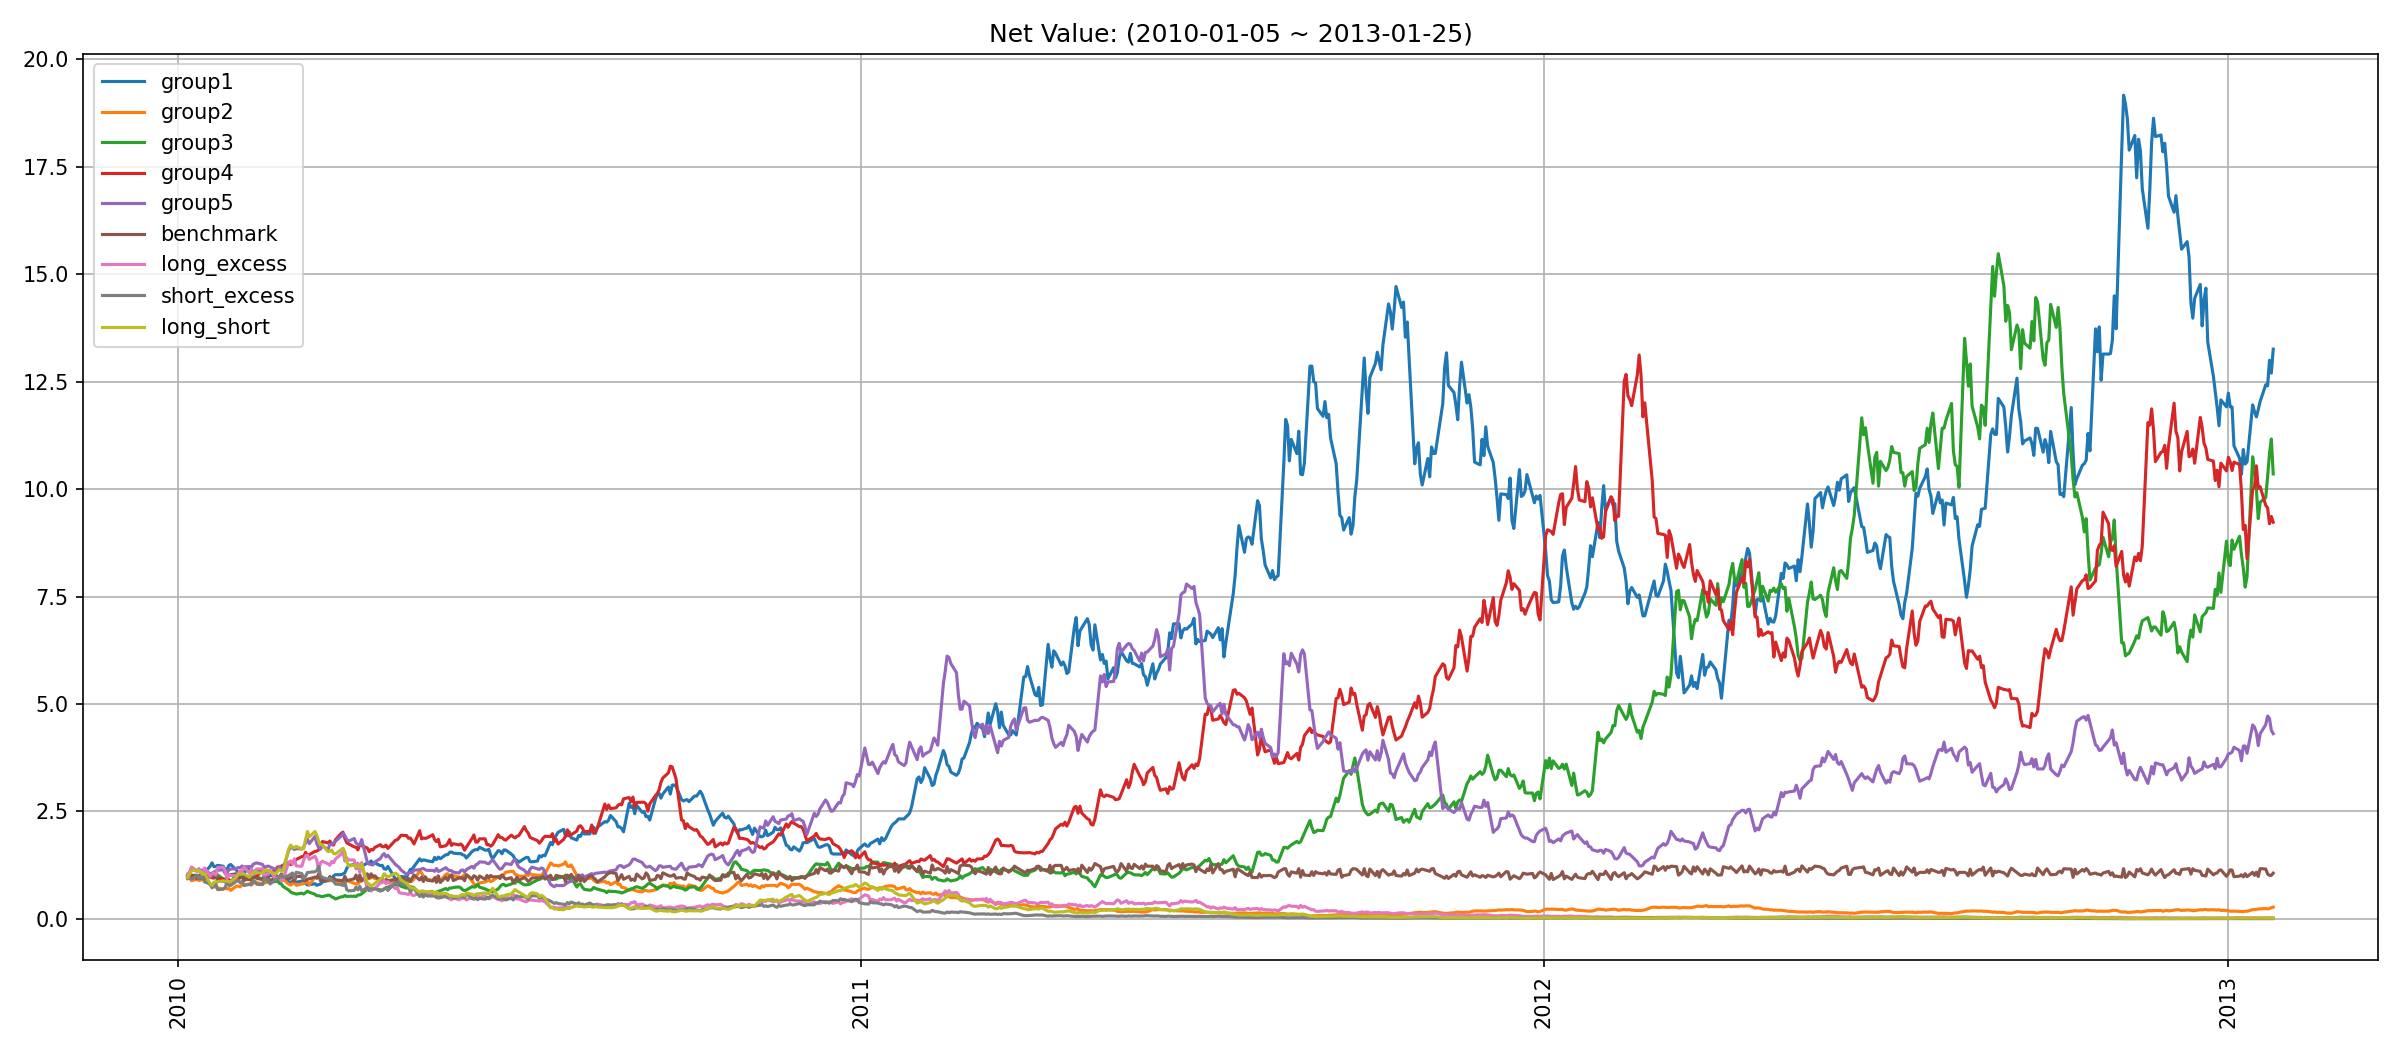 Net Value: (2010-01-05 ~ 2013-01-25)
20.0
17.5
15.0
12.5
10.0
7.5
5.0
2.5
0.0
group1
group2
group3
group4
group5
benchmark
long_excess
short_excess
long_short
2010
2011
2012
2013